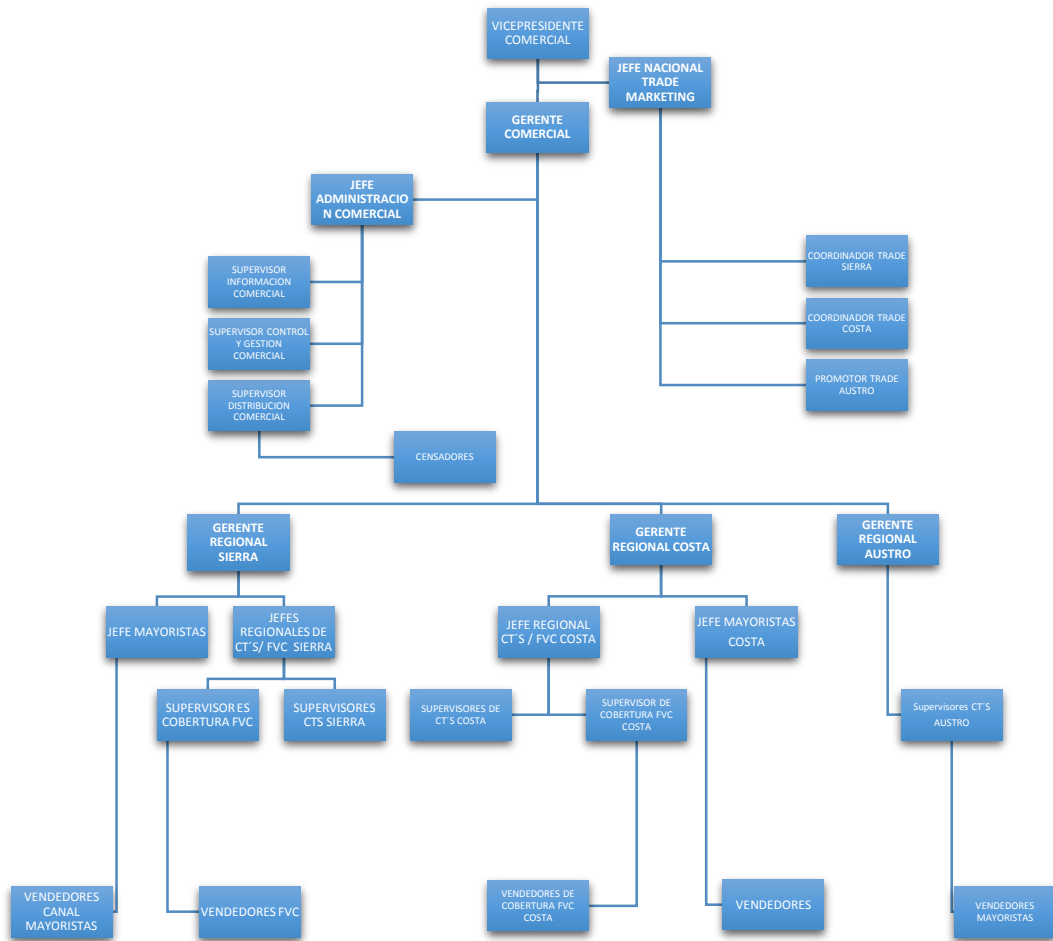 VICEPRESIDENTE
COMERCIAL
JEFE NACIONAL
TRADE
MARKETING
GERENTE
COMERCIAL
JEFE
ADMINISTRACIO
N COMERCIAL
SUPERVISOR
INFORMACION
COMERCIAL
COORDINADOR TRADE
SIERRA
SUPERVISOR CONTROL
Y GESTION
COMERCIAL
COORDINADOR TRADE
COSTA
SUPERVISOR
DISTRIBUCION
COMERCIAL
PROMOTOR TRADE
AUSTRO
CENSADORES
GERENTE
REGIONAL
SIERRA
GERENTE
REGIONAL COSTA
GERENTE
REGIONAL
AUSTRO
JEFE MAYORISTAS
JEFES
REGIONALES DE
CT´S/ FVC SIERRA
JEFE REGIONAL
CT´S / FVC COSTA
JEFE MAYORISTAS
COSTA
SUPERVISORES
COBERTURA FVC
SUPERVISORES
CTS SIERRA
SUPERVISORES DE
CT´S COSTA
SUPERVISOR DE
COBERTURA FVC
COSTA
Supervisores CT´S
AUSTRO
VENDEDORES
CANAL
MAYORISTAS
VENDEDORES FVC
VENDEDORES DE
COBERTURA FVC
COSTA
VENDEDORES
VENDEDORES
MAYORISTAS